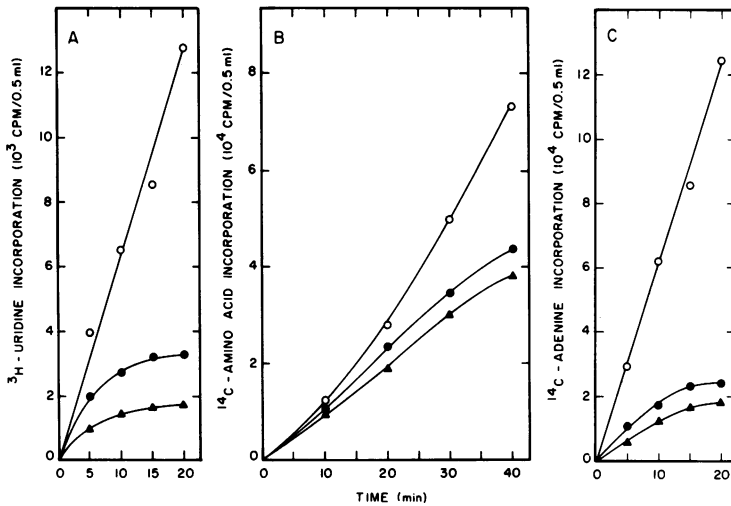 A
³H - URIDINE INCORPORATION (10³ CPM/0.5 ml)
12
10
8
6
4
2
0
0 5 10 15 20
B
¹⁴C - AMINO ACID INCORPORATION (10⁴ CPM/0.5 ml)
8
6
4
2
0
0 10 20 30 40
TIME (min)
C
¹⁴C - ADENINE INCORPORATION (10⁴ CPM/0.5 ml)
12
10
8
6
4
2
0
0 5 10 15 20